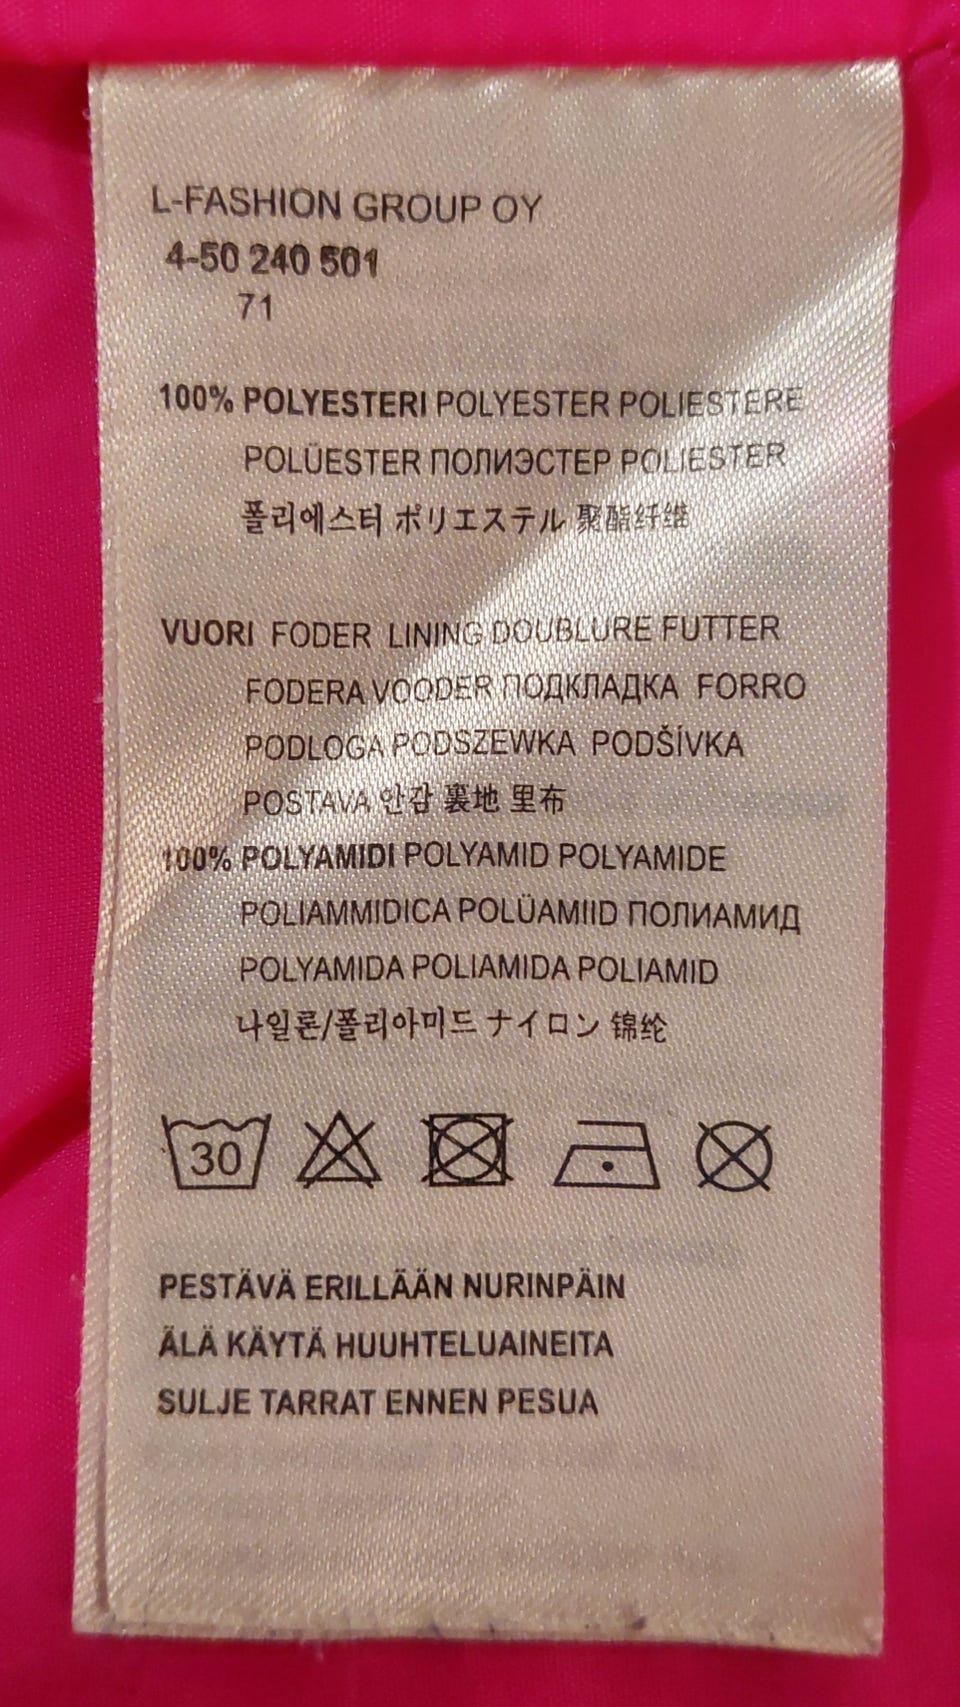 L-FASHION GROUP OY
4-50 240 501
71
100% POLYESTERI POLYESTER POLIESTERE
POLÜESTER ПОЛИЭСТЕР POLIESTER
폴리에스터 ポリエステル 聚酯纤维
VUORI FODER LINING DOUBLURE FUTTER
FODERA VOODER ПОДКЛАДКА FORRO
PODLOGA PODSZEWKA PODŠÍVKA
POSTAVA 안감 裏地 里布
100% POLYAMIDI POLYAMID POLYAMIDE
POLIAMMIDICA POLÜAMIID ПОЛИАМИД
POLYAMIDA POLIAMIDA POLIAMID
나일론/폴리아미드 ナイロン 锦纶
30
PESTÄVÄ ERILLÄÄN NURINPÄIN
ÄLÄ KÄYTÄ HUUHTELUAINEITA
SULJE TARRAT ENNEN PESUA